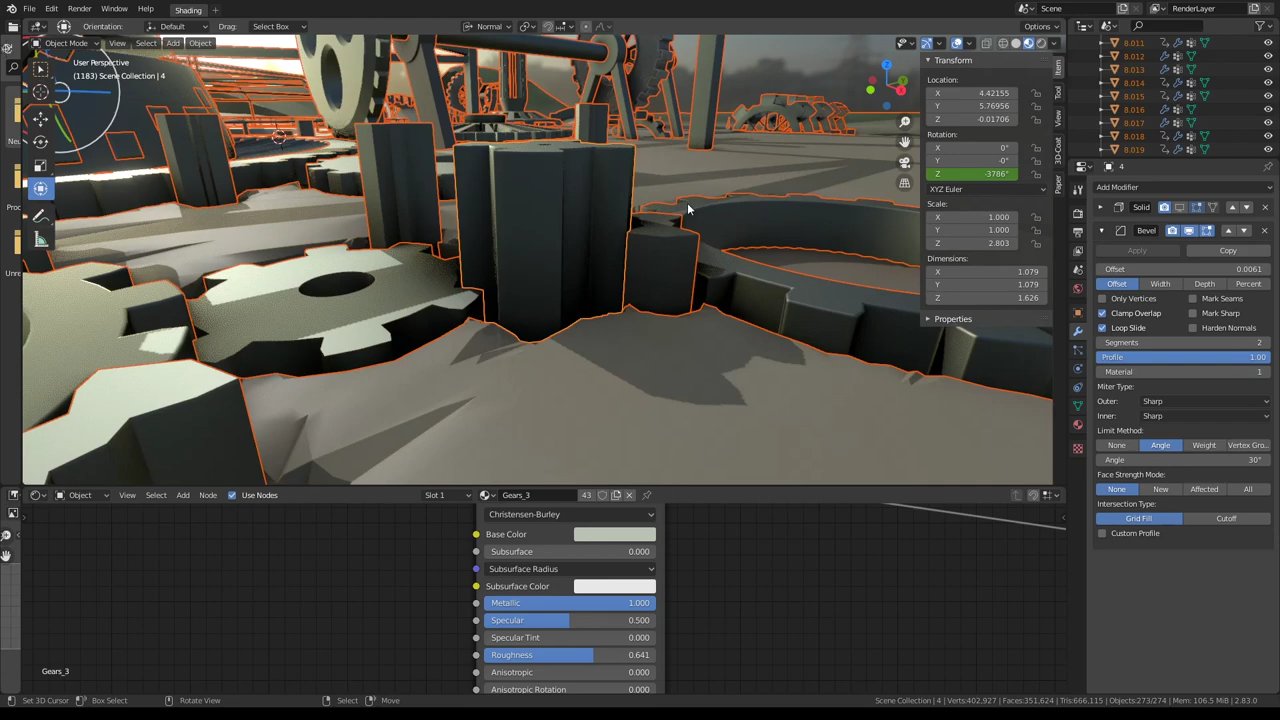 File Edit Render Window Help Shading + Scene RenderLayer
Orientation: Default Drag: Select Box Normal Options
Object Mode View Select Add Object
User Perspective
(1183) Scene Collection | 4
Transform
Location:
X 4.42155
Y 5.76956
Z -0.01706
Rotation:
X 0°
Y -0°
Z -3786°
XYZ Euler
Scale:
X 1.000
Y 1.000
Z 2.803
Dimensions:
X 1.079
Y 1.079
Z 1.626
Properties
Item
Tool
View
3D-Coat
Paper
8.011
8.012
8.013
8.014
8.015
8.016
8.017
8.018
8.019
4
Add Modifier
Solid
Bevel
Apply Copy
Offset 0.0061
Offset Width Depth Percent
Only Vertices Mark Seams
Clamp Overlap Mark Sharp
Loop Slide Harden Normals
Segments 2
Profile 1.00
Material 1
Miter Type:
Outer: Sharp
Inner: Sharp
Limit Method:
None Angle Weight Vertex Gro...
Angle 30°
Face Strength Mode:
None New Affected All
Intersection Type:
Grid Fill Cutoff
Custom Profile
Object View Select Add Node Use Nodes Slot 1 Gears_3 43
Christensen-Burley
Base Color
Subsurface 0.000
Subsurface Radius
Subsurface Color
Metallic 1.000
Specular 0.500
Specular Tint 0.000
Roughness 0.641
Anisotropic 0.000
Anisotropic Rotation 0.000
Gears_3
Set 3D Cursor Box Select Rotate View Select Move Scene Collection | 4 | Verts:402,927 | Faces:351,624 | Tris:666,115 | Objects:273/274 | Mem: 106.5 MiB | 2.83.0